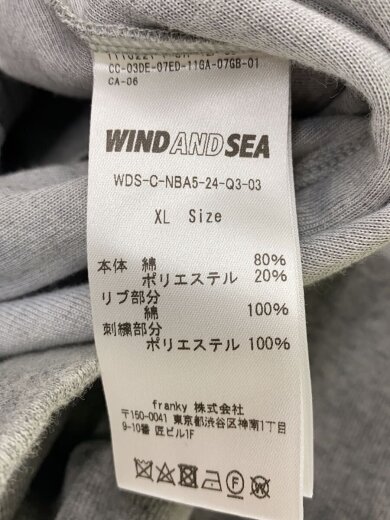 CC-03DE-07ED-11GA-07GB-01
CA-06
WINDANDSEA
WDS-C-NBA5-24-Q3-03
XL Size
本体 綿 80%
ポリエステル 20%
リブ部分
綿 100%
刺繍部分
ポリエステル 100%
franky 株式会社
〒150-0041 東京都渋谷区神南1丁目
9-10番 匠ビル1F